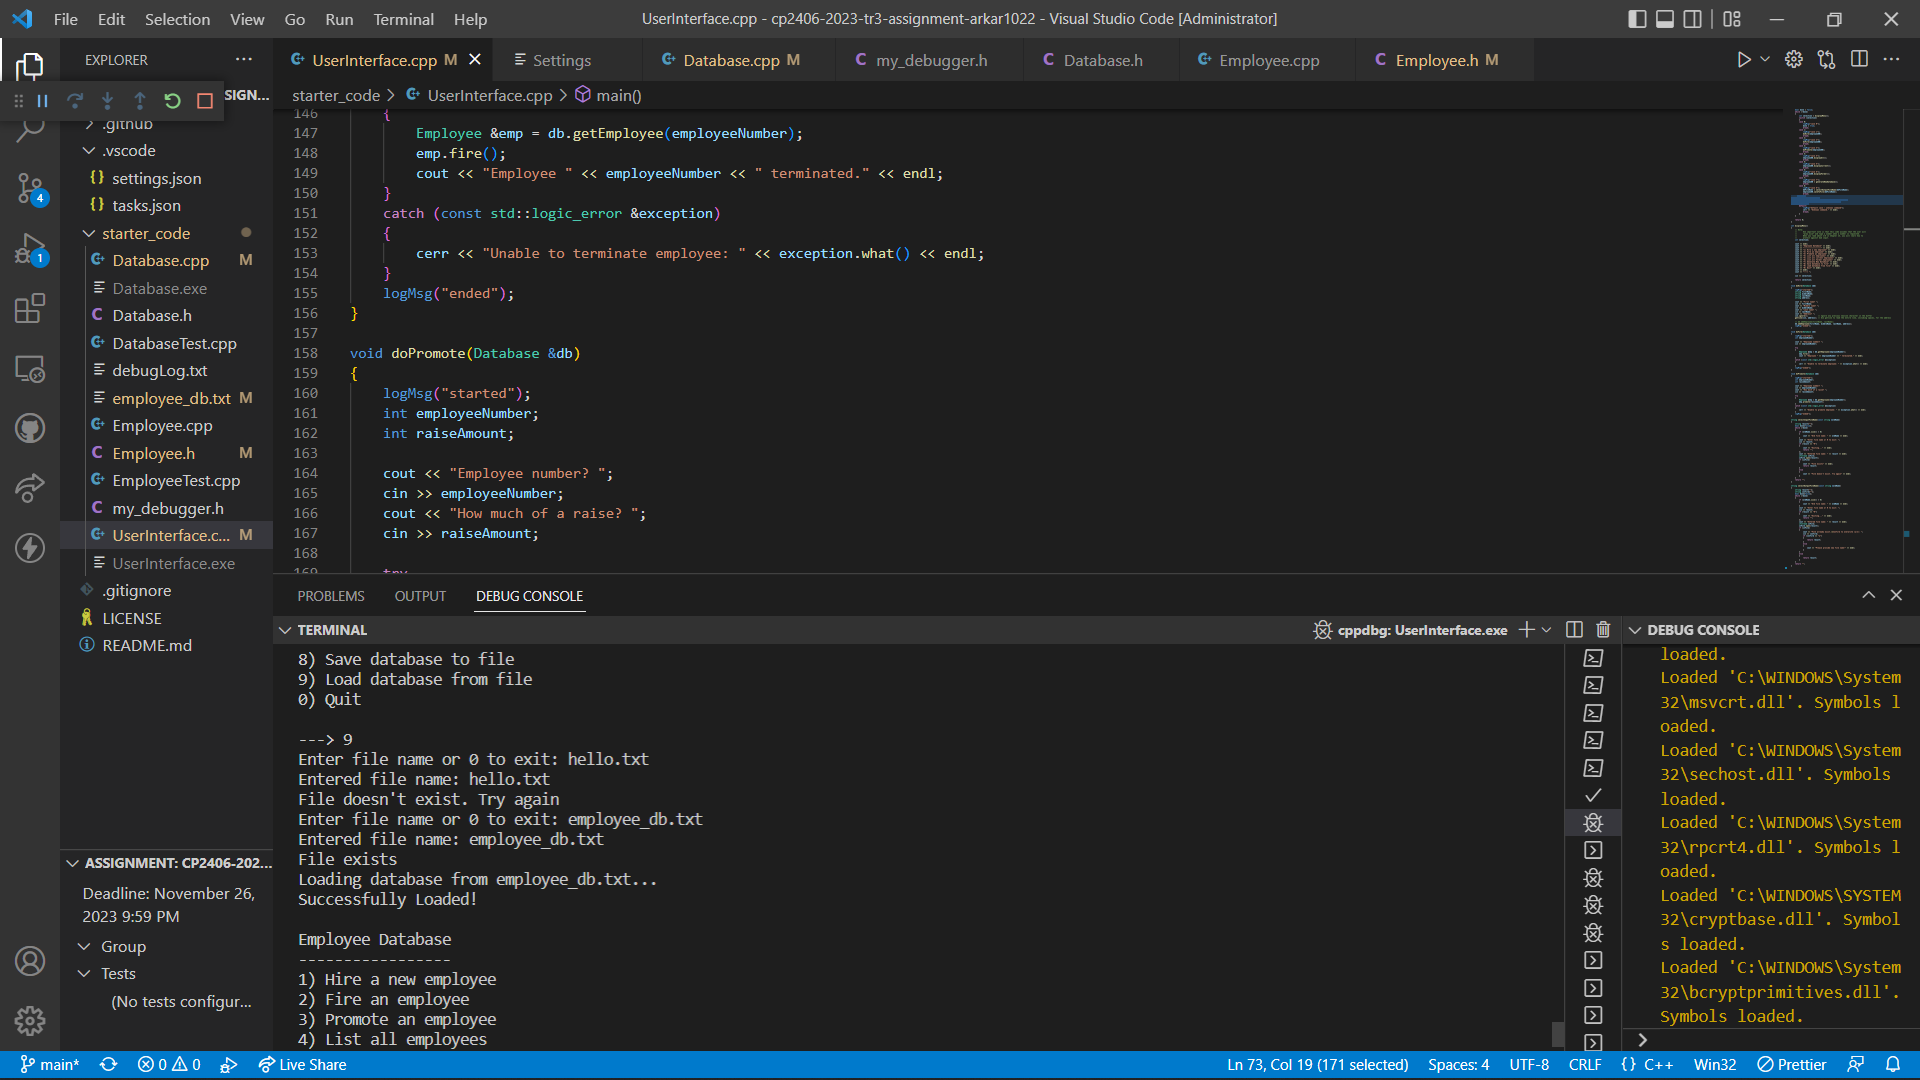 File Edit Selection View Go Run Terminal Help
UserInterface.cpp - cp2406-2023-tr3-assignment-arkar1022 - Visual Studio Code [Administrator]
EXPLORER
UserInterface.cpp M
Settings
Database.cpp M
my_debugger.h
Database.h
Employee.cpp
Employee.h M
SIGN...
.github
.vscode
settings.json
tasks.json
starter_code
Database.cpp M
Database.exe
Database.h
DatabaseTest.cpp
debugLog.txt
employee_db.txt M
Employee.cpp
Employee.h M
EmployeeTest.cpp
my_debugger.h
UserInterface.c... M
UserInterface.exe
.gitignore
LICENSE
README.md
4
1
ASSIGNMENT: CP2406-202...
Deadline: November 26,
2023 9:59 PM
Group
Tests
(No tests configur...
starter_code > UserInterface.cpp > main()
146 {
147 Employee &emp = db.getEmployee(employeeNumber);
148 emp.fire();
149 cout << "Employee " << employeeNumber << " terminated." << endl;
150 }
151 catch (const std::logic_error &exception)
152 {
153 cerr << "Unable to terminate employee: " << exception.what() << endl;
154 }
155 logMsg("ended");
156 }
157
158 void doPromote(Database &db)
159 {
160 logMsg("started");
161 int employeeNumber;
162 int raiseAmount;
163
164 cout << "Employee number? ";
165 cin >> employeeNumber;
166 cout << "How much of a raise? ";
167 cin >> raiseAmount;
168
169 try
PROBLEMS OUTPUT DEBUG CONSOLE
TERMINAL
cppdbg: UserInterface.exe
8) Save database to file
9) Load database from file
0) Quit
---> 9
Enter file name or 0 to exit: hello.txt
Entered file name: hello.txt
File doesn't exist. Try again
Enter file name or 0 to exit: employee_db.txt
Entered file name: employee_db.txt
File exists
Loading database from employee_db.txt...
Successfully Loaded!
Employee Database
-----------------
1) Hire a new employee
2) Fire an employee
3) Promote an employee
4) List all employees
DEBUG CONSOLE
loaded.
Loaded 'C:\WINDOWS\System
32\msvcrt.dll'. Symbols l
oaded.
Loaded 'C:\WINDOWS\System
32\sechost.dll'. Symbols
loaded.
Loaded 'C:\WINDOWS\System
32\rpcrt4.dll'. Symbols l
oaded.
Loaded 'C:\WINDOWS\SYSTEM
32\cryptbase.dll'. Symbol
s loaded.
Loaded 'C:\WINDOWS\System
32\bcryptprimitives.dll'.
Symbols loaded.
main* 0 0 Live Share
Ln 73, Col 19 (171 selected) Spaces: 4 UTF-8 CRLF {} C++ Win32 Prettier